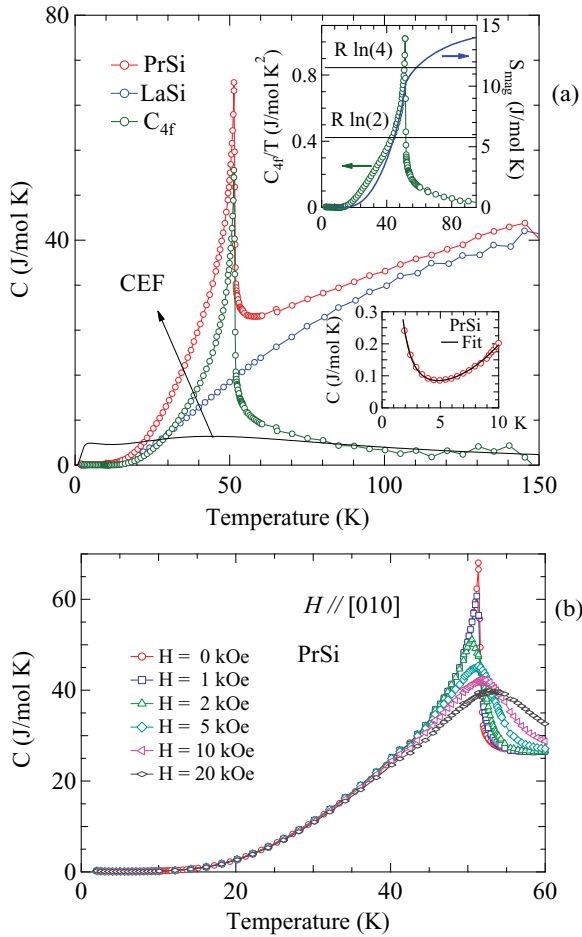 80
40
0
C (J/mol K)
PrSi
LaSi
C4f
CEF
(a)
0.8
0.4
0
C4f/T (J/mol K²)
R ln(4)
R ln(2)
15
10
5
0
Smag (J/mol K)
0 40 80
0.3
0.2
0.1
0.0
C (J/mol K)
PrSi
Fit
0 5 10 K
0 50 100 150
Temperature (K)
60
40
20
0
C (J/mol K)
H // [010]
PrSi
(b)
H = 0 kOe
H = 1 kOe
H = 2 kOe
H = 5 kOe
H = 10 kOe
H = 20 kOe
0 20 40 60
Temperature (K)